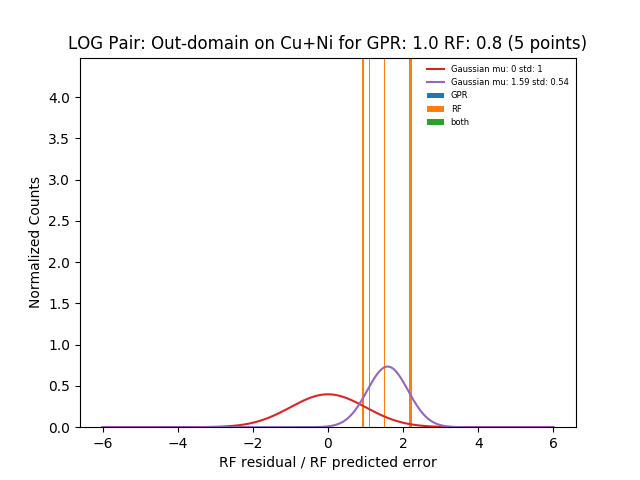 LOG Pair: Out-domain on Cu+Ni for GPR: 1.0 RF: 0.8 (5 points)
Gaussian mu: 0 std: 1
Gaussian mu: 1.59 std: 0.54
GPR
RF
both
Normalized Counts
4.0
3.5
3.0
2.5
2.0
1.5
1.0
0.5
0.0
−6 −4 −2 0 2 4 6
RF residual / RF predicted error